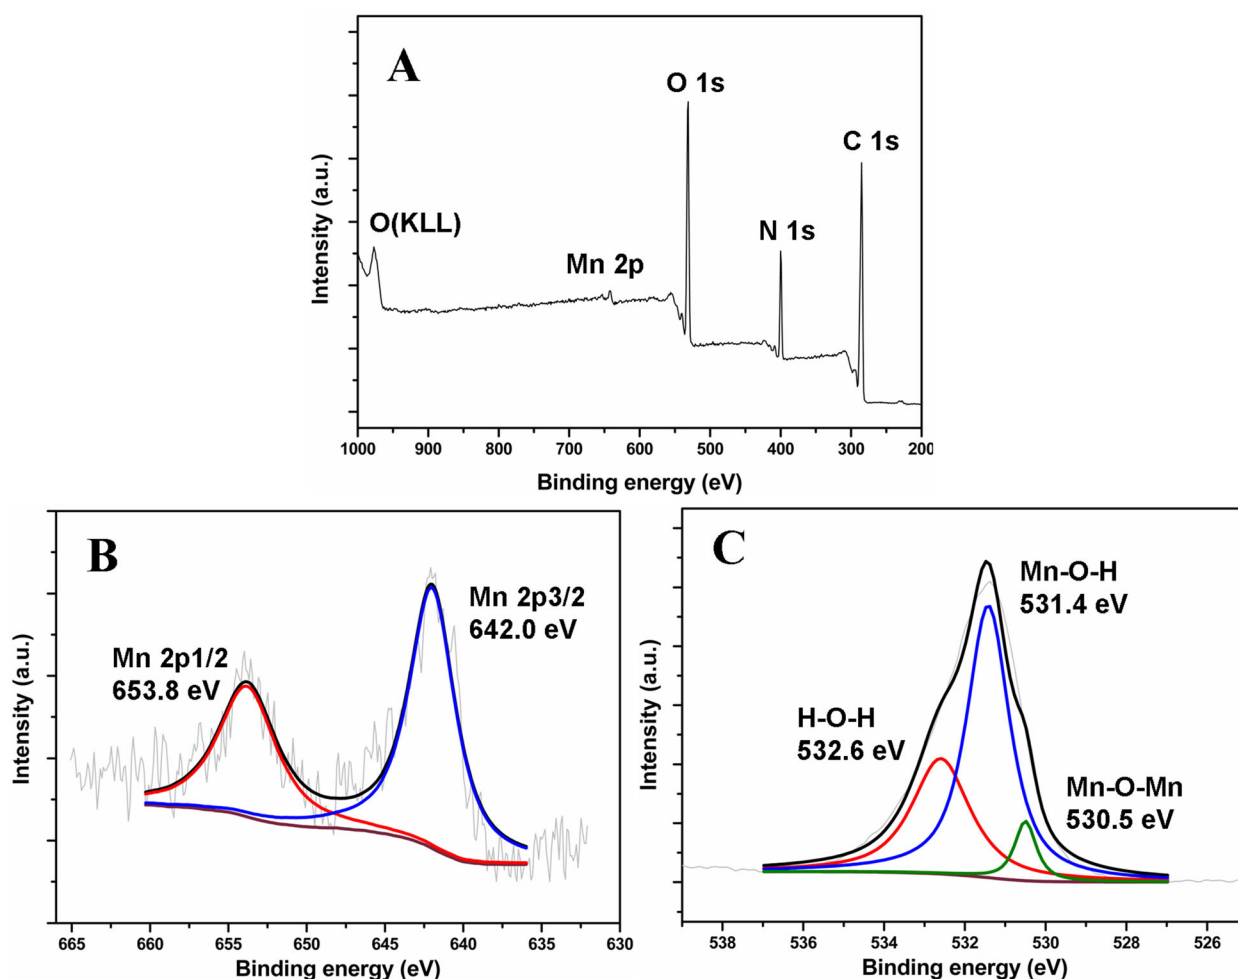 A
O 1s
C 1s
O(KLL)
N 1s
Mn 2p
Intensity (a.u.)
1000 900 800 700 600 500 400 300 200
Binding energy (eV)
B
Mn 2p3/2
642.0 eV
Mn 2p1/2
653.8 eV
Intensity (a.u.)
665 660 655 650 645 640 635 630
Binding energy (eV)
C
Mn-O-H
531.4 eV
H-O-H
532.6 eV
Mn-O-Mn
530.5 eV
Intensity (a.u.)
538 536 534 532 530 528 526
Binding energy (eV)